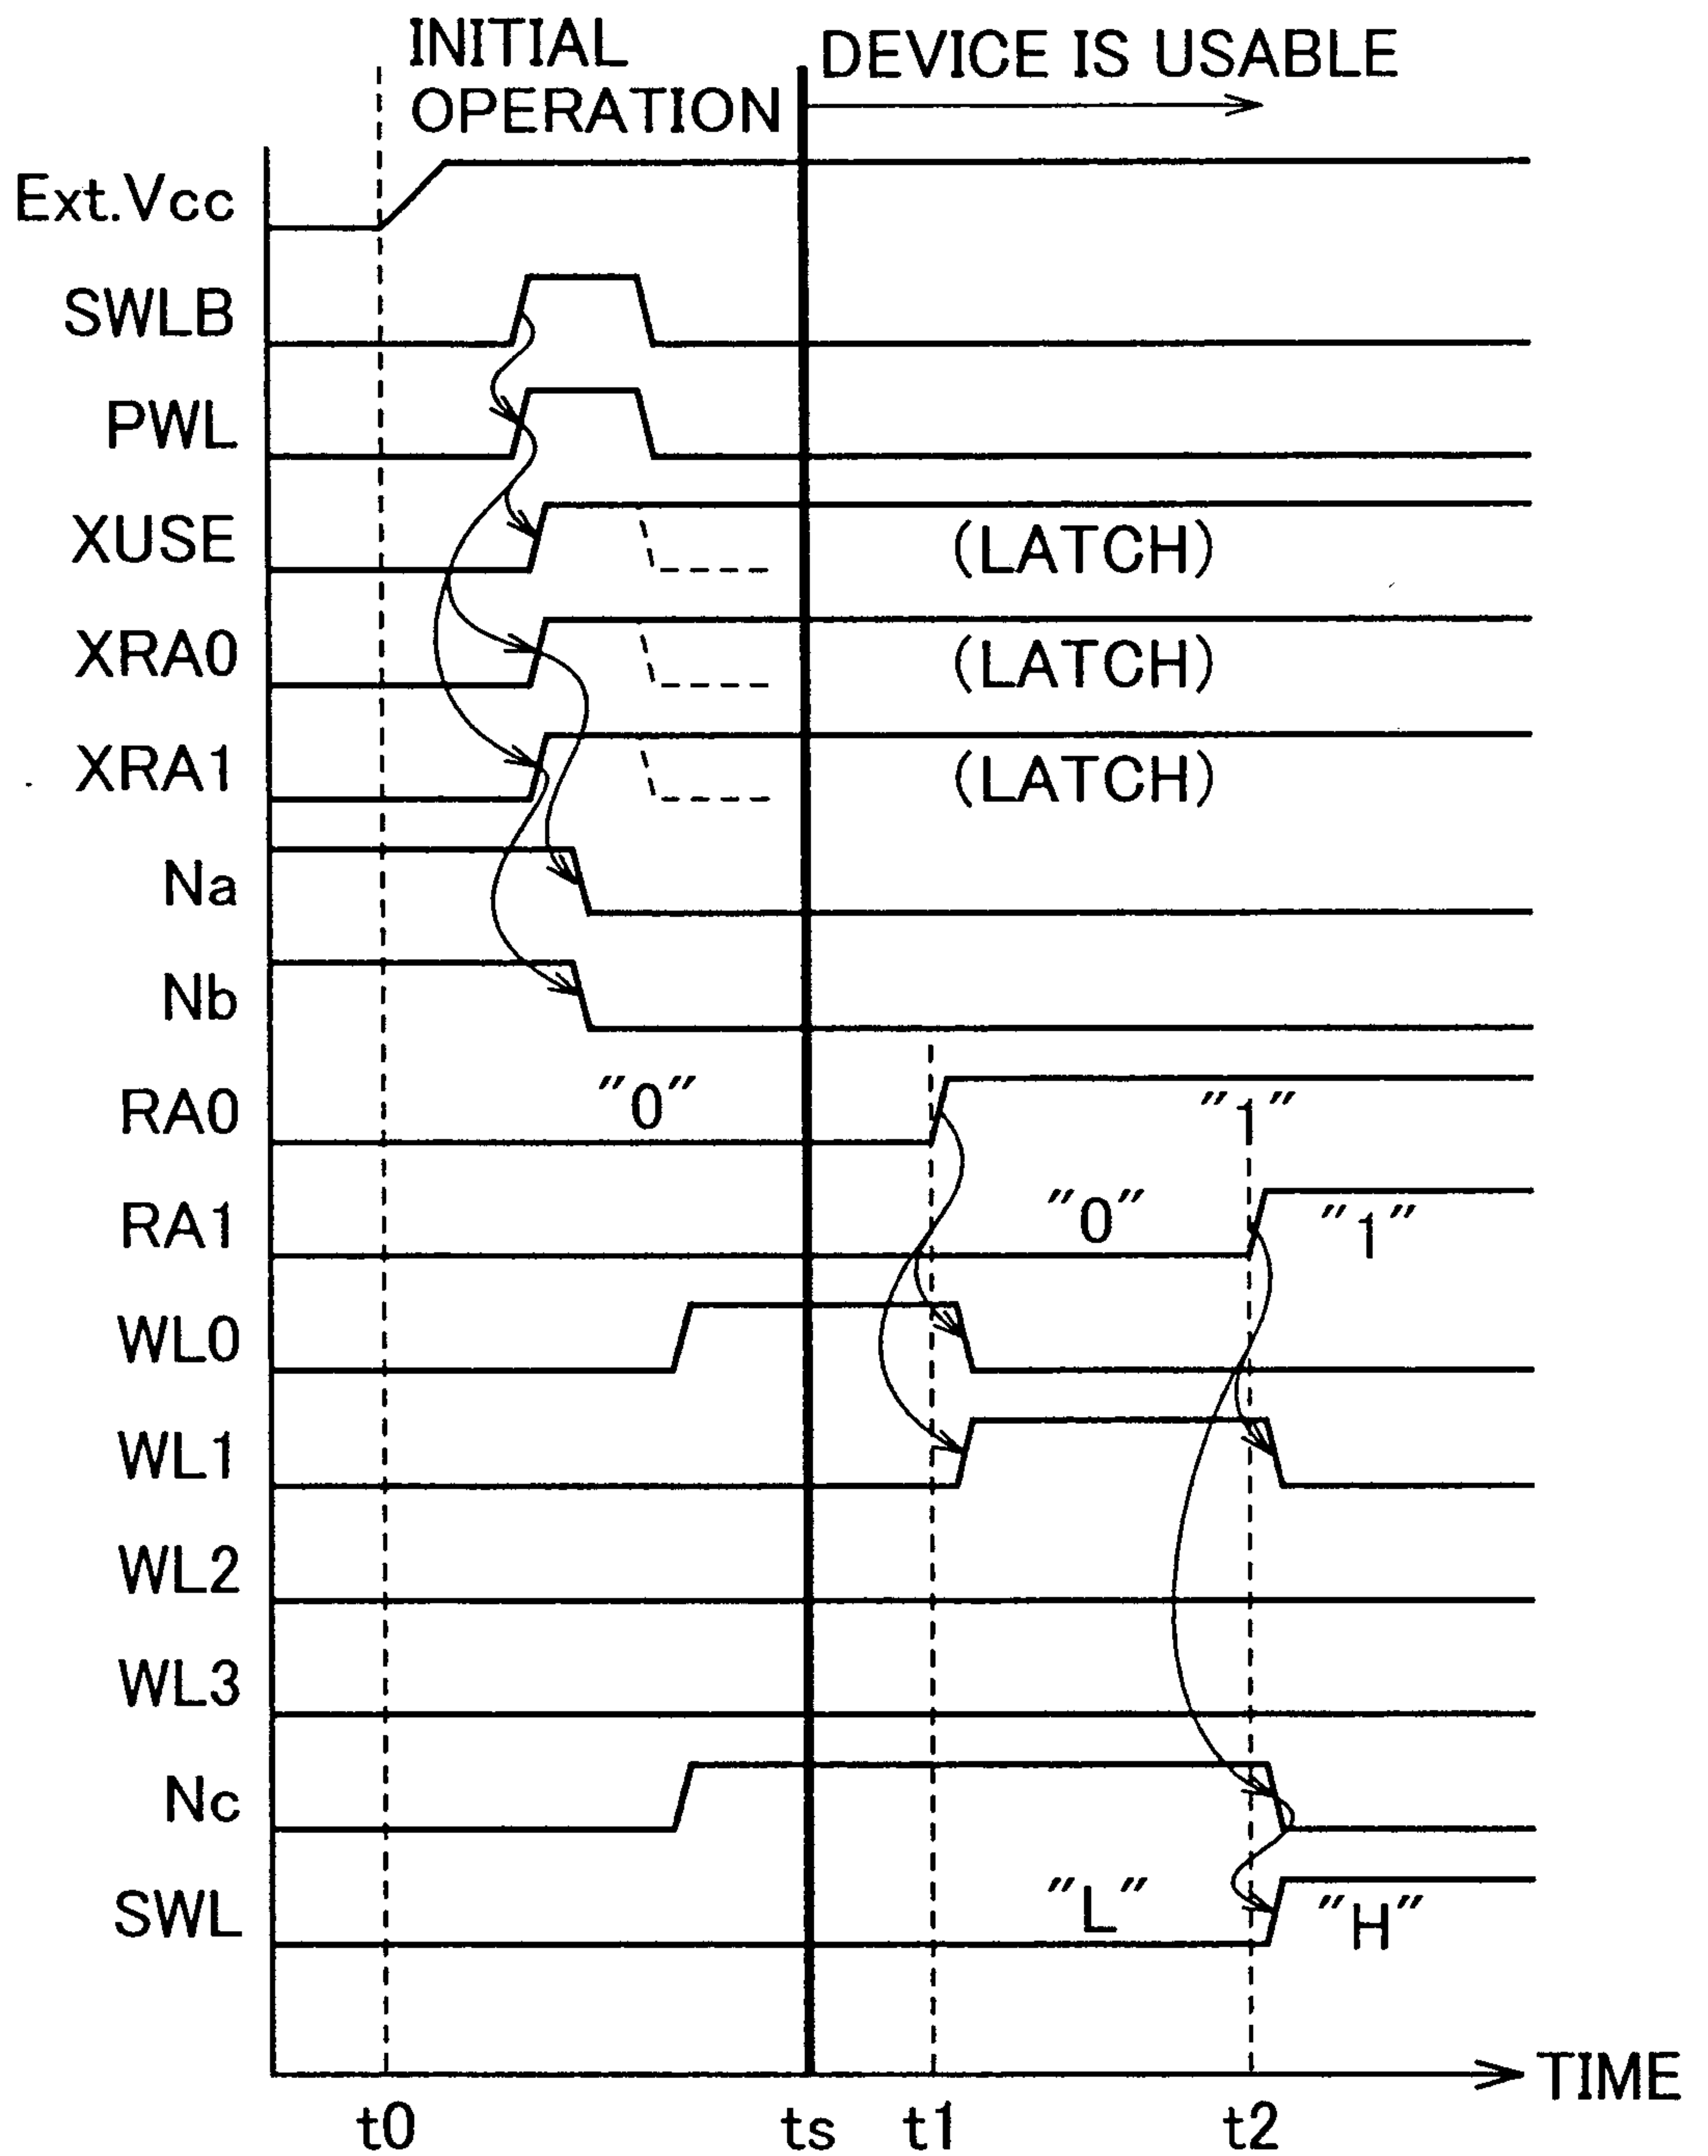 INITIAL
OPERATION
DEVICE IS USABLE
Ext.Vcc
SWLB
PWL
XUSE (LATCH)
XRA0 (LATCH)
XRA1 (LATCH)
Na
Nb
RA0 "0" "1"
RA1 "0" "1"
WL0
WL1
WL2
WL3
Nc
SWL "L" "H"
TIME
t0 ts t1 t2